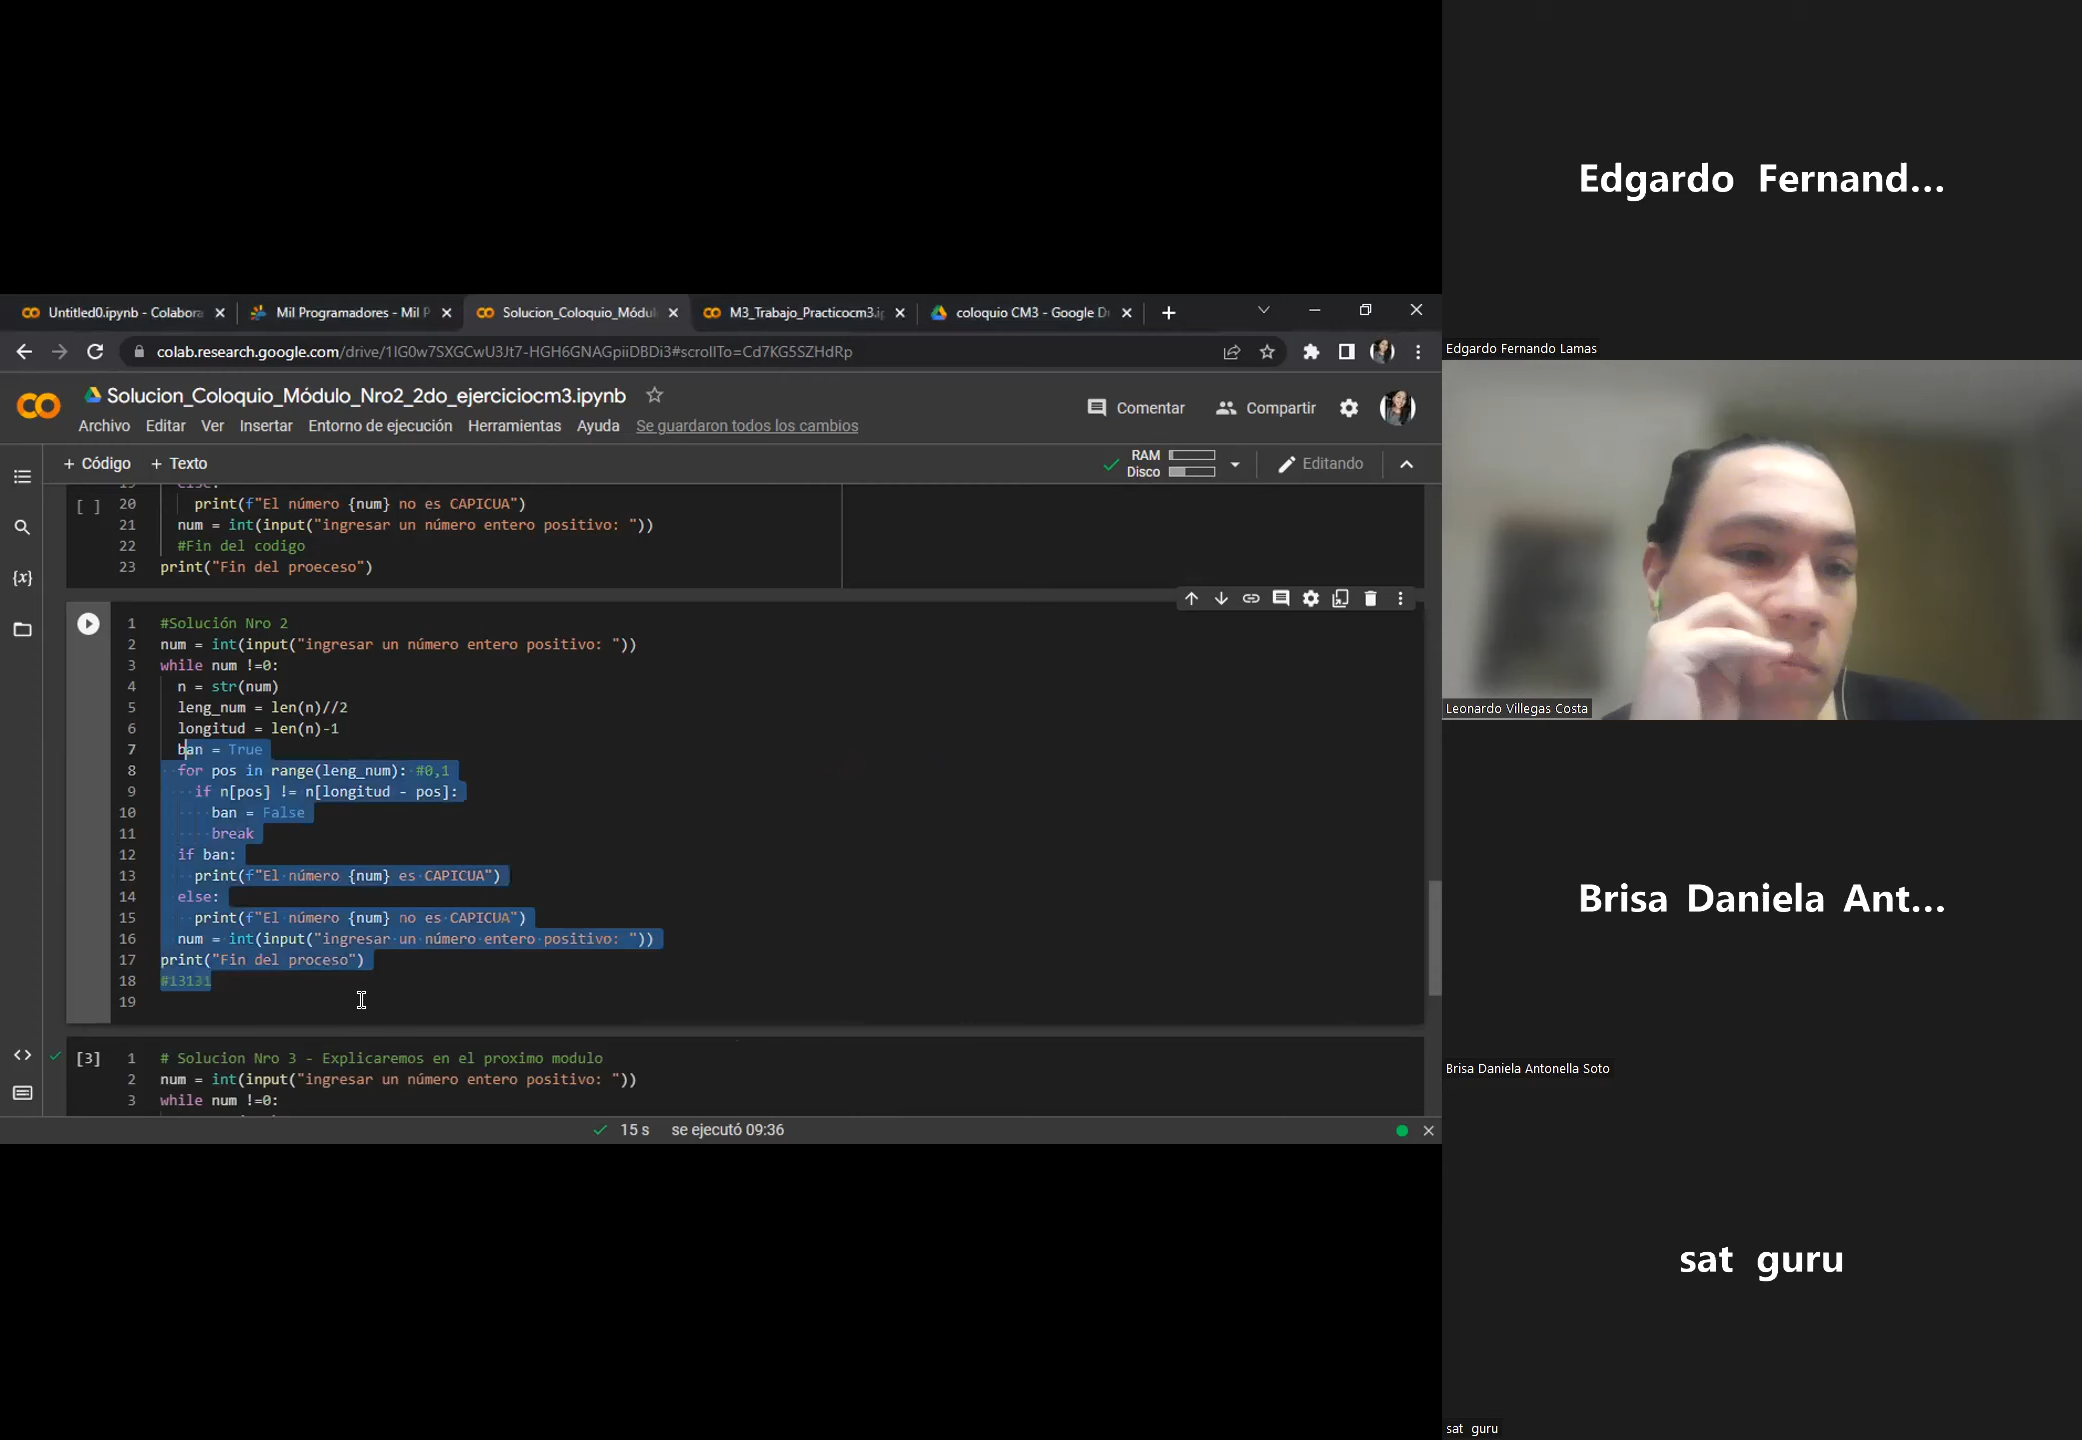 Untitled0.ipynb - Colabora
Mil Programadores - Mil P
Solucion_Coloquio_Módul
M3_Trabajo_Practicocm3.i
coloquio CM3 - Google D
colab.research.google.com/drive/1IG0w7SXGCwU3Jt7-HGH6GNAGpiiDBDi3#scrollTo=Cd7KG5SZHdRp
Solucion_Coloquio_Módulo_Nro2_2do_ejerciciocm3.ipynb
Comentar
Compartir
Archivo Editar Ver Insertar Entorno de ejecución Herramientas Ayuda Se guardaron todos los cambios
+ Código + Texto
RAM
Disco
Editando
19 else:
[ ] 20 print(f"El número {num} no es CAPICUA")
21 num = int(input("ingresar un número entero positivo: "))
22 #Fin del codigo
23 print("Fin del proeceso")
1 #Solución Nro 2
2 num = int(input("ingresar un número entero positivo: "))
3 while num !=0:
4 n = str(num)
5 leng_num = len(n)//2
6 longitud = len(n)-1
7 ban = True
8 for pos in range(leng_num): #0,1
9 if n[pos] != n[longitud - pos]:
10 ban = False
11 break
12 if ban:
13 print(f"El número {num} es CAPICUA")
14 else:
15 print(f"El número {num} no es CAPICUA")
16 num = int(input("ingresar un número entero positivo: "))
17 print("Fin del proceso")
18 #13131
19
[3] 1 # Solucion Nro 3 - Explicaremos en el proximo modulo
2 num = int(input("ingresar un número entero positivo: "))
3 while num !=0:
15 s se ejecutó 09:36
Edgardo Fernand...
Edgardo Fernando Lamas
Leonardo Villegas Costa
Brisa Daniela Ant...
Brisa Daniela Antonella Soto
sat guru
sat guru